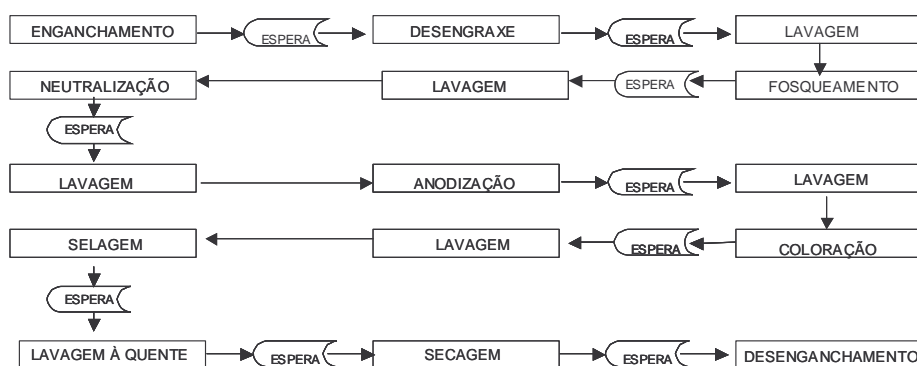 ENGANCHAMENTO ESPERA DESENGRAXE ESPERA LAVAGEM
NEUTRALIZAÇÃO LAVAGEM ESPERA FOSQUEAMENTO
ESPERA
LAVAGEM ANODIZAÇÃO ESPERA LAVAGEM
SELAGEM LAVAGEM ESPERA COLORAÇÃO
ESPERA
LAVAGEM À QUENTE ESPERA SECAGEM ESPERA DESENGANCHAMENTO